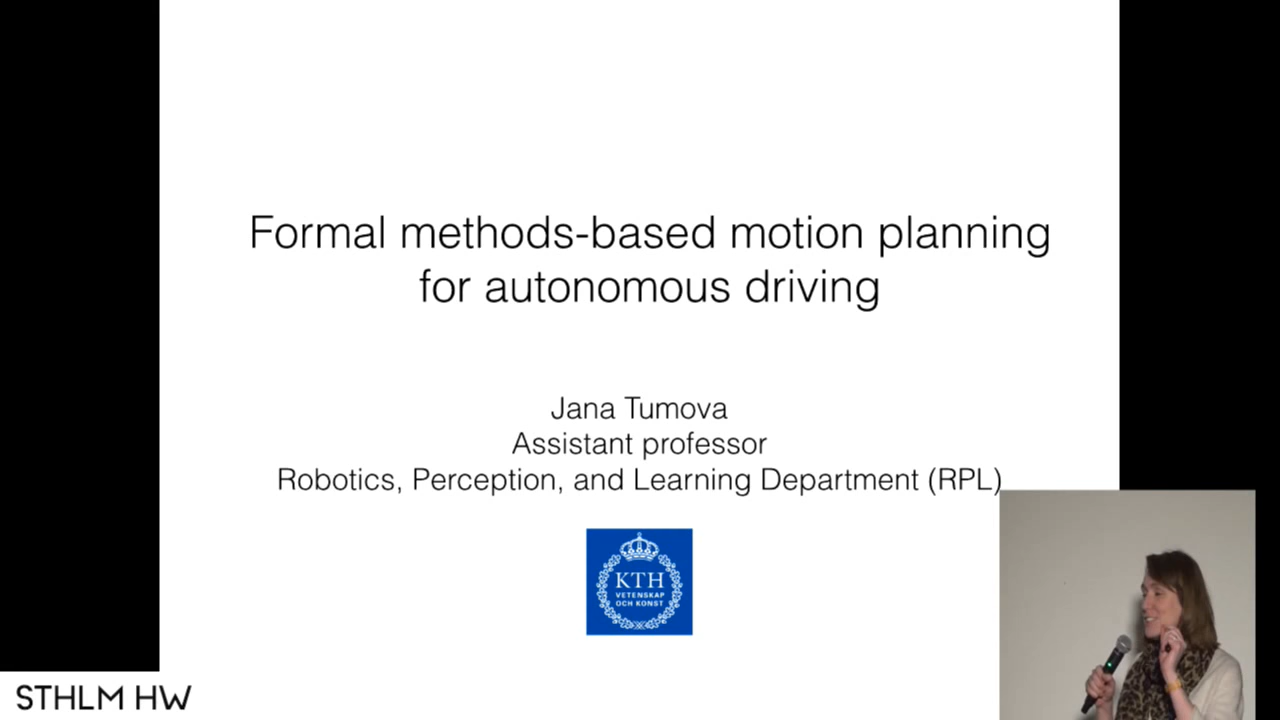 Formal methods-based motion planning
for autonomous driving
Jana Tumova
Assistant professor
Robotics, Perception, and Learning Department (RPL)
KTH
VETENSKAP
OCH KONST
STHLM HW